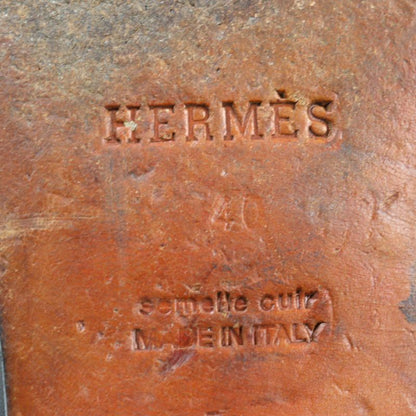 HERMÈS
40
semelle cuir
MADE IN ITALY